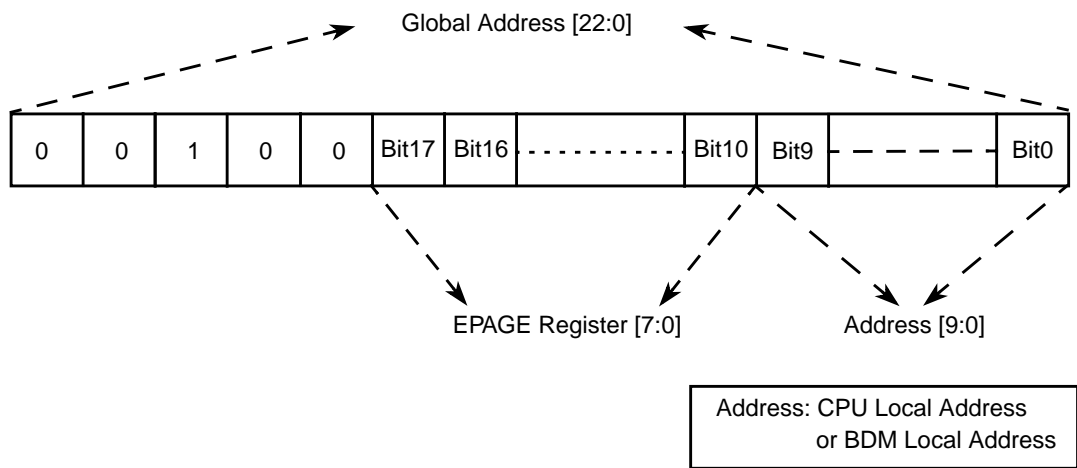 Global Address [22:0]
0 0 1 0 0 Bit17 Bit16 Bit10 Bit9 Bit0
EPAGE Register [7:0] Address [9:0]
Address: CPU Local Address
or BDM Local Address